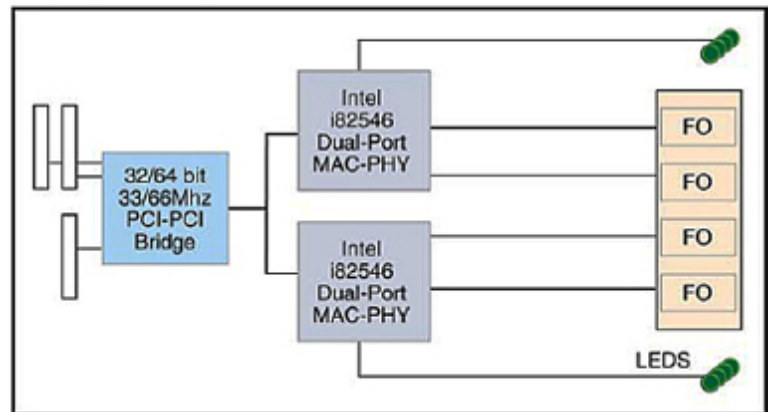 Intel
i82546
Dual-Port
MAC-PHY
32/64 bit
33/66Mhz
PCI-PCI
Bridge
Intel
i82546
Dual-Port
MAC-PHY
FO
FO
FO
FO
LEDS